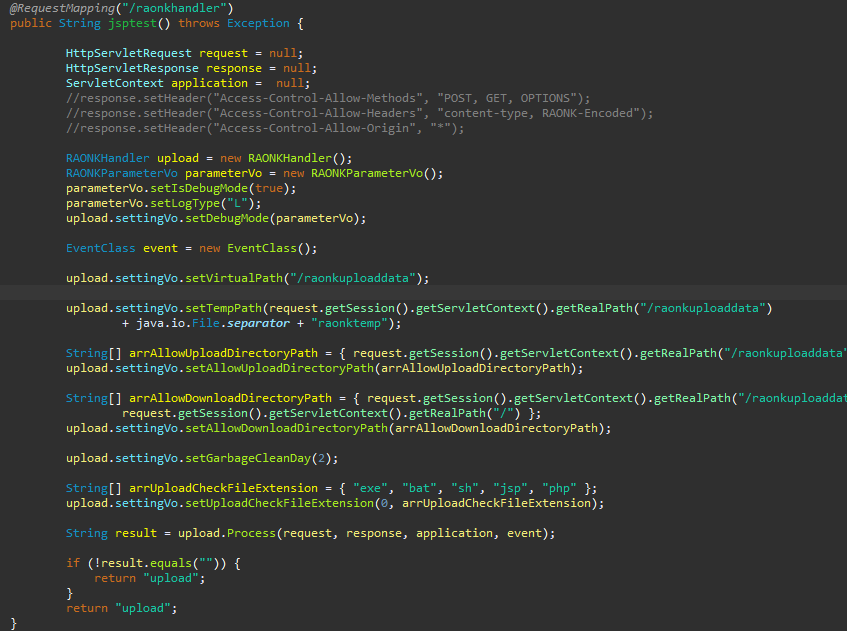 @RequestMapping("/raonkhandler")
public String jsptest() throws Exception {
HttpServletRequest request = null;
HttpServletResponse response = null;
ServletContext application =  null;
//response.setHeader("Access-Control-Allow-Methods", "POST, GET, OPTIONS");
//response.setHeader("Access-Control-Allow-Headers", "content-type, RAONK-Encoded");
//response.setHeader("Access-Control-Allow-Origin", "*");
RAONKHandler upload = new RAONKHandler();
RAONKParameterVo parameterVo = new RAONKParameterVo();
parameterVo.setIsDebugMode(true);
parameterVo.setLogType("L");
upload.settingVo.setDebugMode(parameterVo);
EventClass event = new EventClass();
upload.settingVo.setVirtualPath("/raonkuploaddata");
upload.settingVo.setTempPath(request.getSession().getServletContext().getRealPath("/raonkuploaddata")
+ java.io.File.separator + "raonktemp");
String[] arrAllowUploadDirectoryPath = { request.getSession().getServletContext().getRealPath("/raonkuploaddata"
upload.settingVo.setAllowUploadDirectoryPath(arrAllowUploadDirectoryPath);
String[] arrAllowDownloadDirectoryPath = { request.getSession().getServletContext().getRealPath("/raonkuploaddat
request.getSession().getServletContext().getRealPath("/") };
upload.settingVo.setAllowDownloadDirectoryPath(arrAllowDownloadDirectoryPath);
upload.settingVo.setGarbageCleanDay(2);
String[] arrUploadCheckFileExtension = { "exe", "bat", "sh", "jsp", "php" };
upload.settingVo.setUploadCheckFileExtension(0, arrUploadCheckFileExtension);
String result = upload.Process(request, response, application, event);
if (!result.equals("")) {
return "upload";
}
return "upload";
}